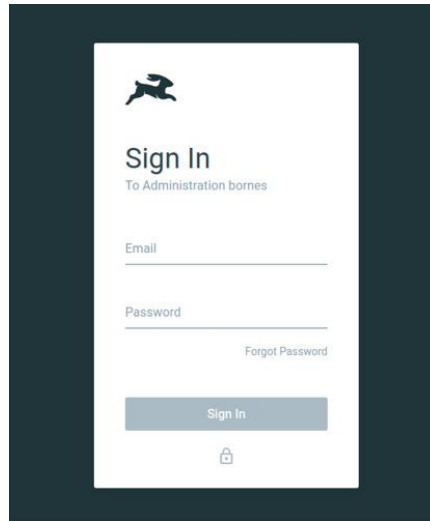 Sign In
To Administration bornes
Email
Password
Forgot Password
Sign In